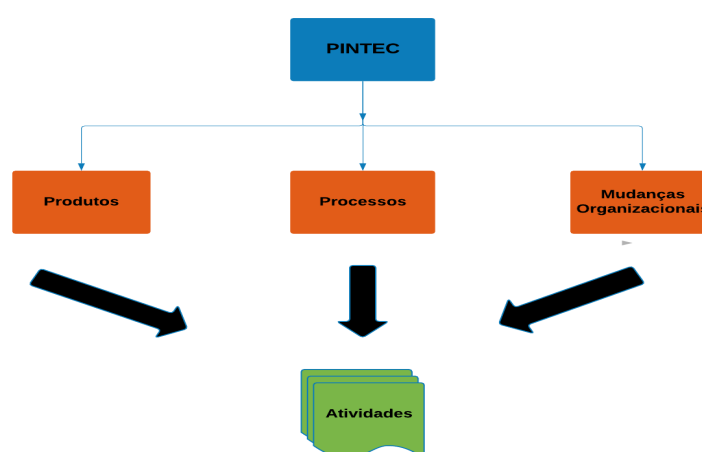 PINTEC
Produtos
Processos
Mudanças
Organizacionais
Atividades